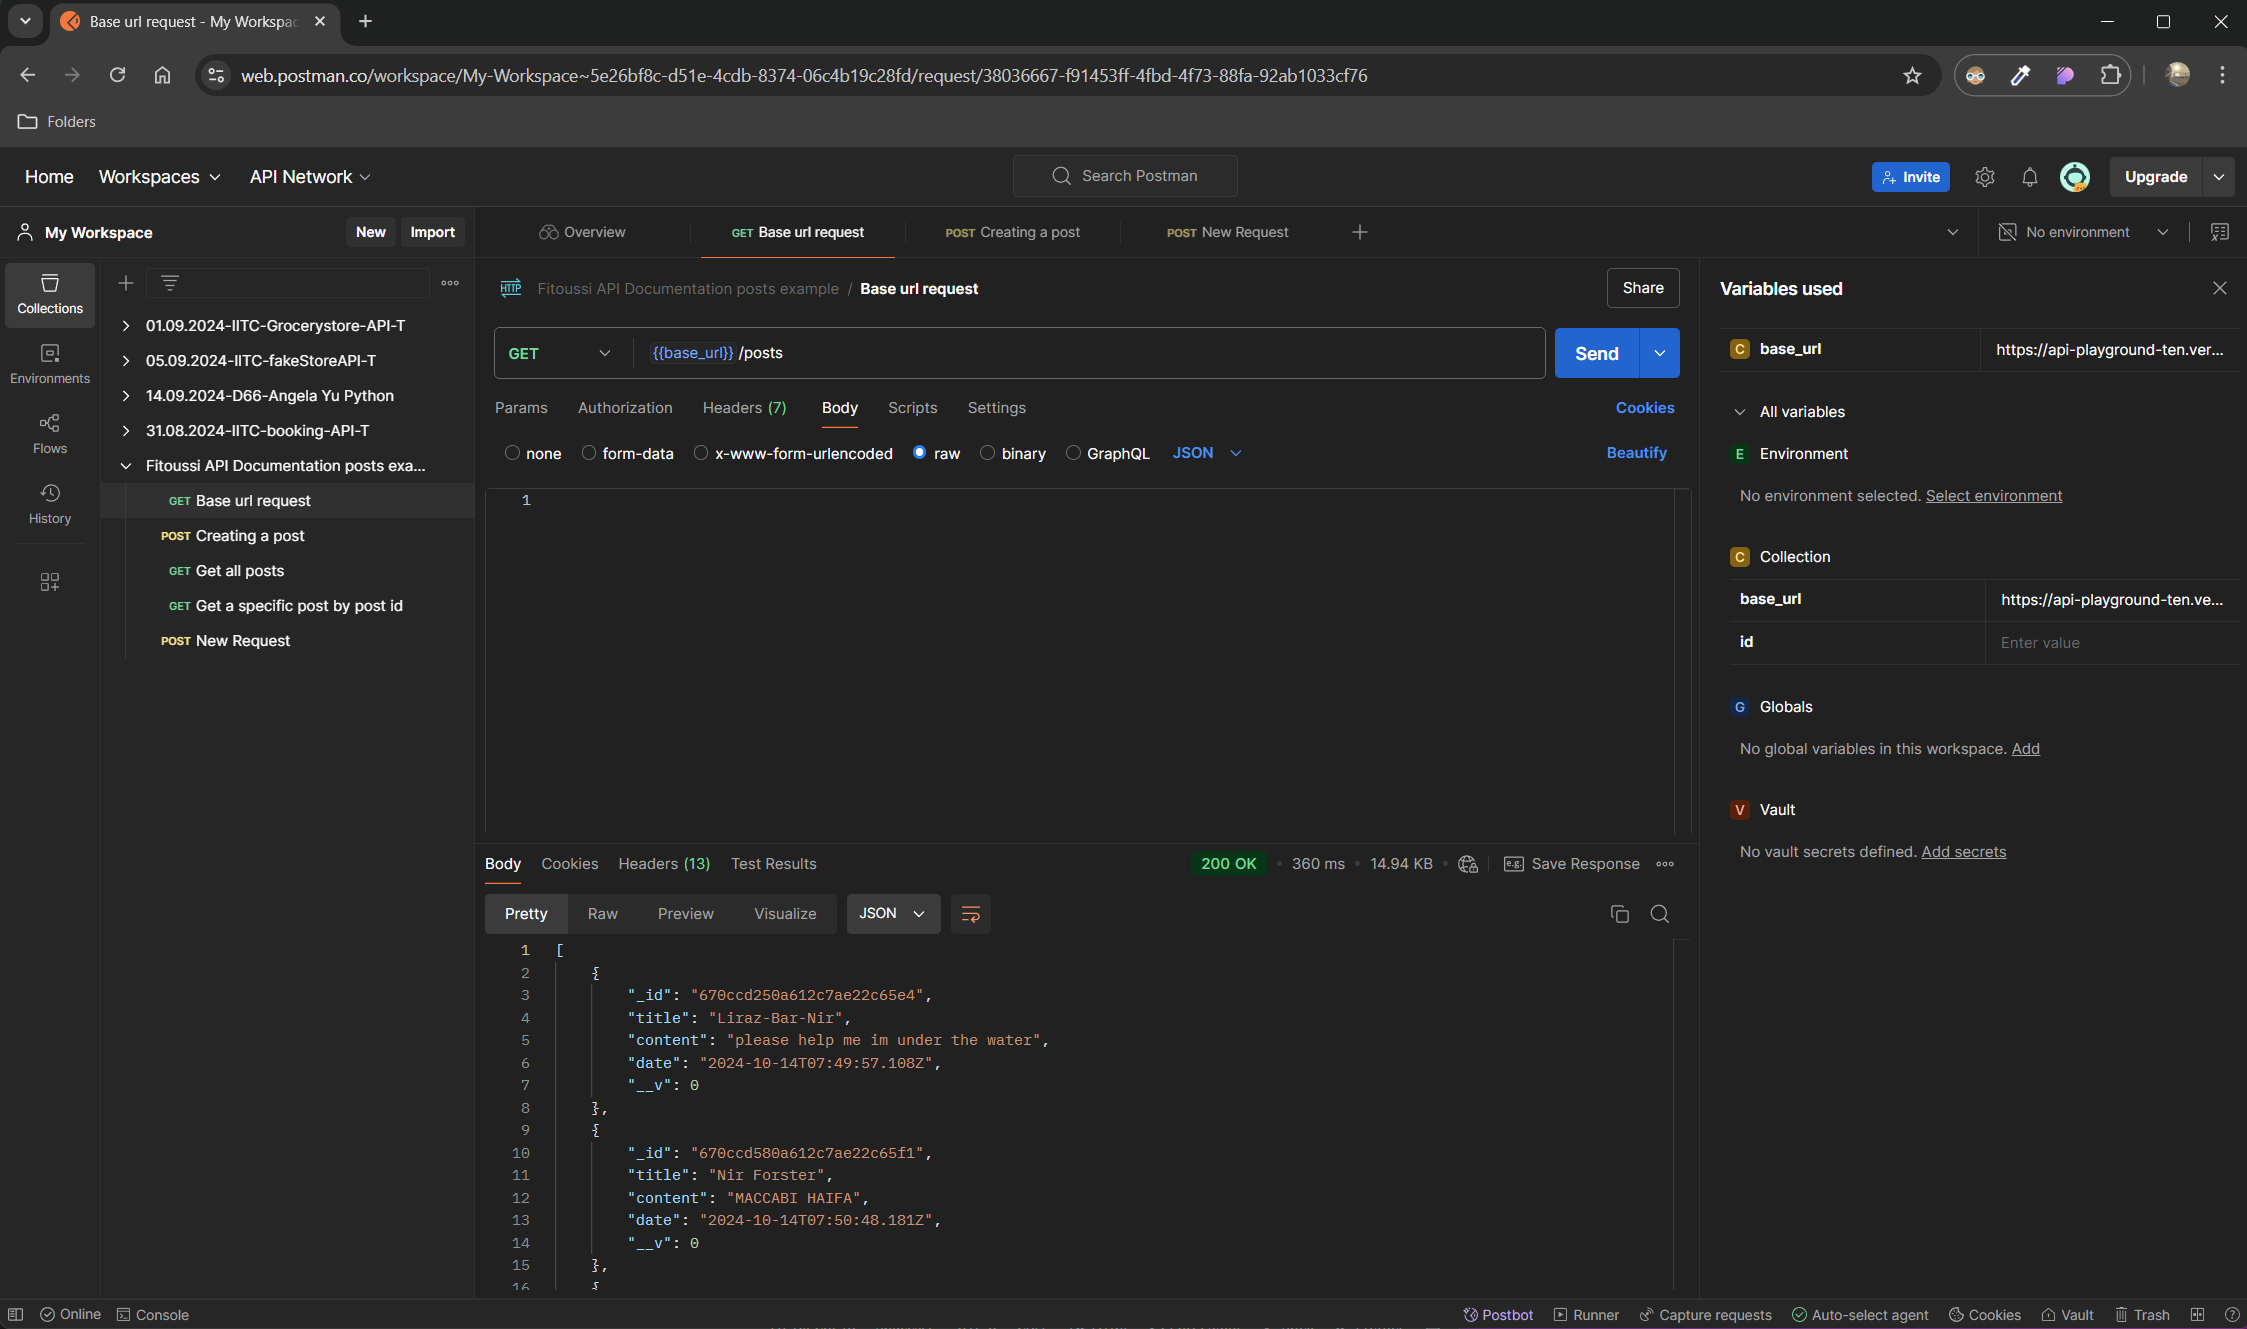 Base url request - My Workspac
web.postman.co/workspace/My-Workspace~5e26bf8c-d51e-4cdb-8374-06c4b19c28fd/request/38036667-f91453ff-4fbd-4f73-88fa-92ab1033cf76
Folders
Home Workspaces API Network Search Postman Invite Upgrade
My Workspace New Import Overview GET Base url request POST Creating a post POST New Request No environment
Collections
Environments
Flows
History
01.09.2024-IITC-Grocerystore-API-T
05.09.2024-IITC-fakeStoreAPI-T
14.09.2024-D66-Angela Yu Python
31.08.2024-IITC-booking-API-T
Fitoussi API Documentation posts exa...
GET Base url request
POST Creating a post
GET Get all posts
GET Get a specific post by post id
POST New Request
HTTP Fitoussi API Documentation posts example / Base url request Share
GET {{base_url}} /posts Send
Params Authorization Headers (7) Body Scripts Settings Cookies
none form-data x-www-form-urlencoded raw binary GraphQL JSON Beautify
1
Body Cookies Headers (13) Test Results 200 OK • 360 ms • 14.94 KB • e.g. Save Response
Pretty Raw Preview Visualize JSON
1 [
2 {
3 "_id": "670ccd250a612c7ae22c65e4",
4 "title": "Liraz-Bar-Nir",
5 "content": "please help me im under the water",
6 "date": "2024-10-14T07:49:57.108Z",
7 "__v": 0
8 },
9 {
10 "_id": "670ccd580a612c7ae22c65f1",
11 "title": "Nir Forster",
12 "content": "MACCABI HAIFA",
13 "date": "2024-10-14T07:50:48.181Z",
14 "__v": 0
15 },
16 {
Variables used
C base_url https://api-playground-ten.ver...
All variables
E Environment
No environment selected. Select environment
C Collection
base_url https://api-playground-ten.ve...
id Enter value
G Globals
No global variables in this workspace. Add
V Vault
No vault secrets defined. Add secrets
Online Console Postbot Runner Capture requests Auto-select agent Cookies Vault Trash